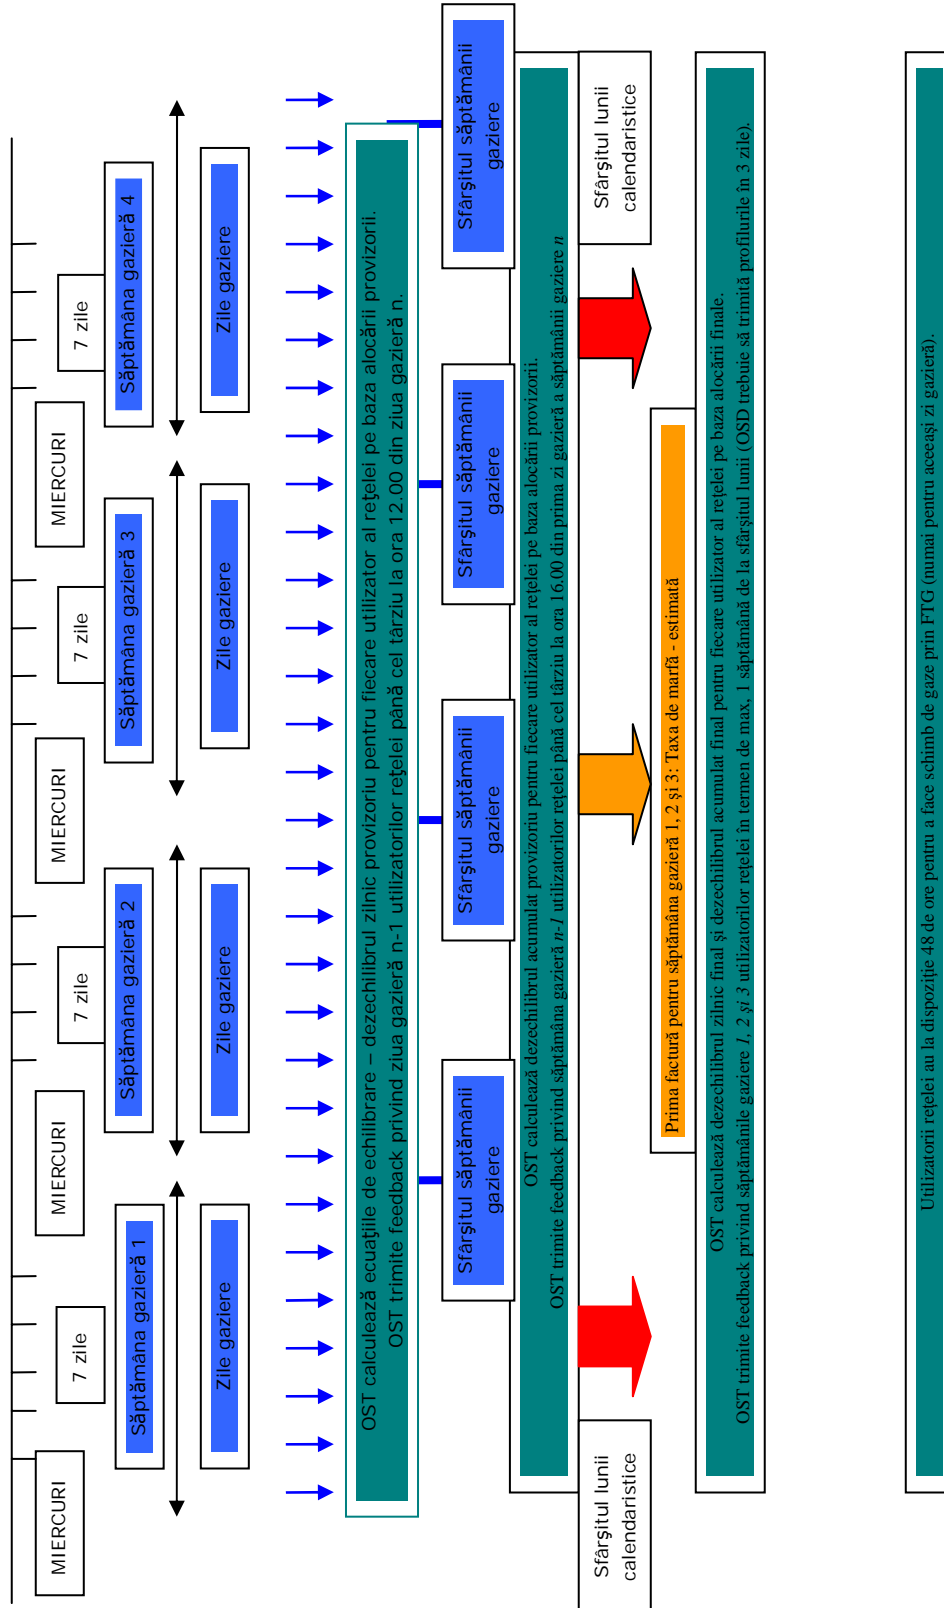 MIERCURI
MIERCURI
MIERCURI
MIERCURI
7 zile
7 zile
7 zile
7 zile
Săptămâna gazieră 1
Săptămâna gazieră 2
Săptămâna gazieră 3
Săptămâna gazieră 4
Zile gaziere
Zile gaziere
Zile gaziere
Zile gaziere
OST calculează ecuaţiile de echilibrare – dezechilibrul zilnic provizoriu pentru fiecare utilizator al reţelei pe baza alocării provizorii.
OST trimite feedback privind ziua gazieră n-1 utilizatorilor reţelei până cel târziu la ora 12.00 din ziua gazieră n.
Sfârşitul săptămânii
gaziere
Sfârşitul săptămânii
gaziere
Sfârşitul săptămânii
gaziere
Sfârşitul săptămânii
gaziere
OST calculează dezechilibrul acumulat provizoriu pentru fiecare utilizator al reţelei pe baza alocării provizorii.
OST trimite feedback privind săptămâna gazieră n-1 utilizatorilor reţelei până cel târziu la ora 16.00 din prima zi gazieră a săptămânii gaziere n
Sfârşitul lunii
calendaristice
Sfârşitul lunii
calendaristice
Prima factură pentru săptămâna gazieră 1, 2 şi 3: Taxa de marfă - estimată
OST calculează dezechilibrul zilnic final şi dezechilibrul acumulat final pentru fiecare utilizator al reţelei pe baza alocării finale.
OST trimite feedback privind săptămânile gaziere 1, 2 şi 3 utilizatorilor reţelei în termen de max, 1 săptămână de la sfârşitul lunii (OSD trebuie să trimită profilurile în 3 zile).
Utilizatorii reţelei au la dispoziţie 48 de ore pentru a face schimb de gaze prin FTG (numai pentru aceeaşi zi gazieră).